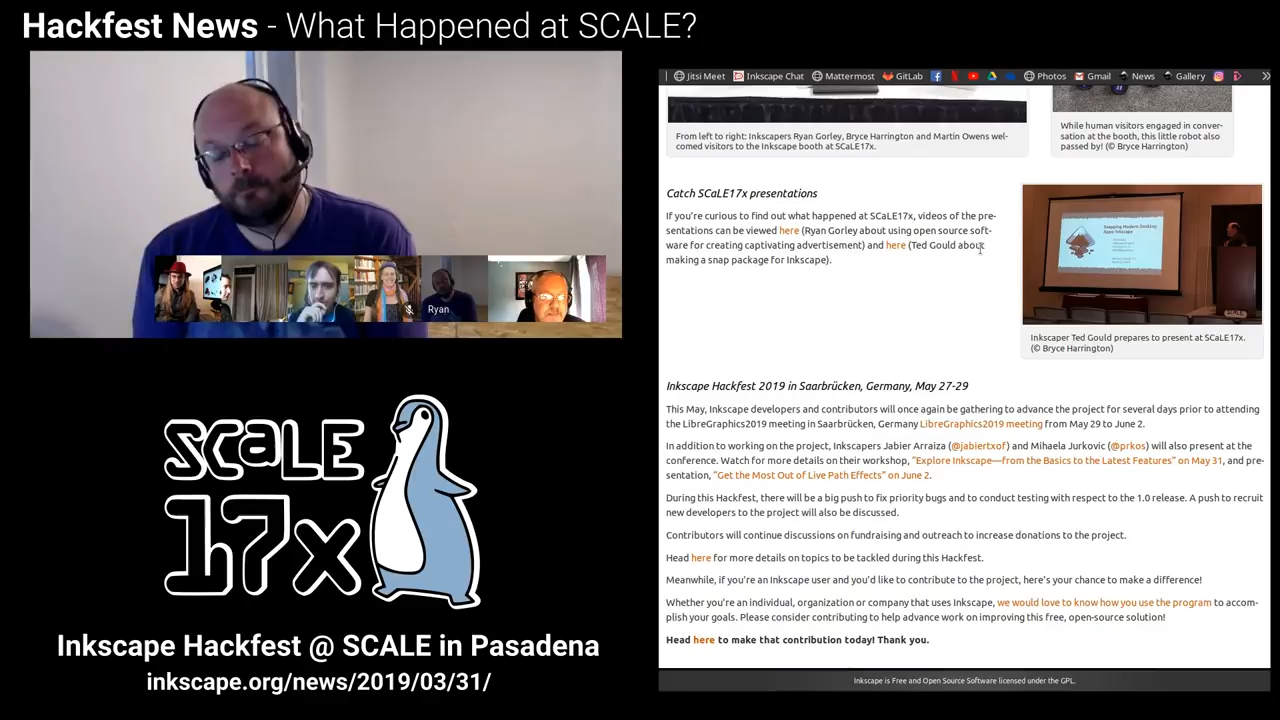 Hackfest News - What Happened at SCALE?
Jitsi Meet Inkscape Chat Mattermost GitLab Photos Gmail News Gallery
From left to right: Inkscapers Ryan Gorley, Bryce Harrington and Martin Owens wel-
comed visitors to the Inkscape booth at SCaLE17x.
While human visitors engaged in conver-
sation at the booth, this little robot also
passed by! (© Bryce Harrington)
Catch SCaLE17x presentations
If you're curious to find out what happened at SCaLE17x, videos of the pre-
sentations can be viewed here (Ryan Gorley about using open source soft-
ware for creating captivating advertisement) and here (Ted Gould about
making a snap package for Inkscape).
Snapping Modern Desktop
Apps: Inkscape
Inkscaper Ted Gould prepares to present at SCaLE17x.
(© Bryce Harrington)
Ryan
Inkscape Hackfest 2019 in Saarbrücken, Germany, May 27-29
This May, Inkscape developers and contributors will once again be gathering to advance the project for several days prior to attending
the LibreGraphics2019 meeting in Saarbrücken, Germany LibreGraphics2019 meeting from May 29 to June 2.
In addition to working on the project, Inkscapers Jabier Arraiza (@jabiertxof) and Mihaela Jurkovic (@prkos) will also present at the
conference. Watch for more details on their workshop, "Explore Inkscape—from the Basics to the Latest Features" on May 31, and pre-
sentation, "Get the Most Out of Live Path Effects" on June 2.
During this Hackfest, there will be a big push to fix priority bugs and to conduct testing with respect to the 1.0 release. A push to recruit
new developers to the project will also be discussed.
Contributors will continue discussions on fundraising and outreach to increase donations to the project.
Head here for more details on topics to be tackled during this Hackfest.
Meanwhile, if you're an Inkscape user and you'd like to contribute to the project, here's your chance to make a difference!
Whether you're an individual, organization or company that uses Inkscape, we would love to know how you use the program to accom-
plish your goals. Please consider contributing to help advance work on improving this free, open-source solution!
Head here to make that contribution today! Thank you.
Inkscape is Free and Open Source Software licensed under the GPL.
SCaLE
17x
Inkscape Hackfest @ SCALE in Pasadena
inkscape.org/news/2019/03/31/